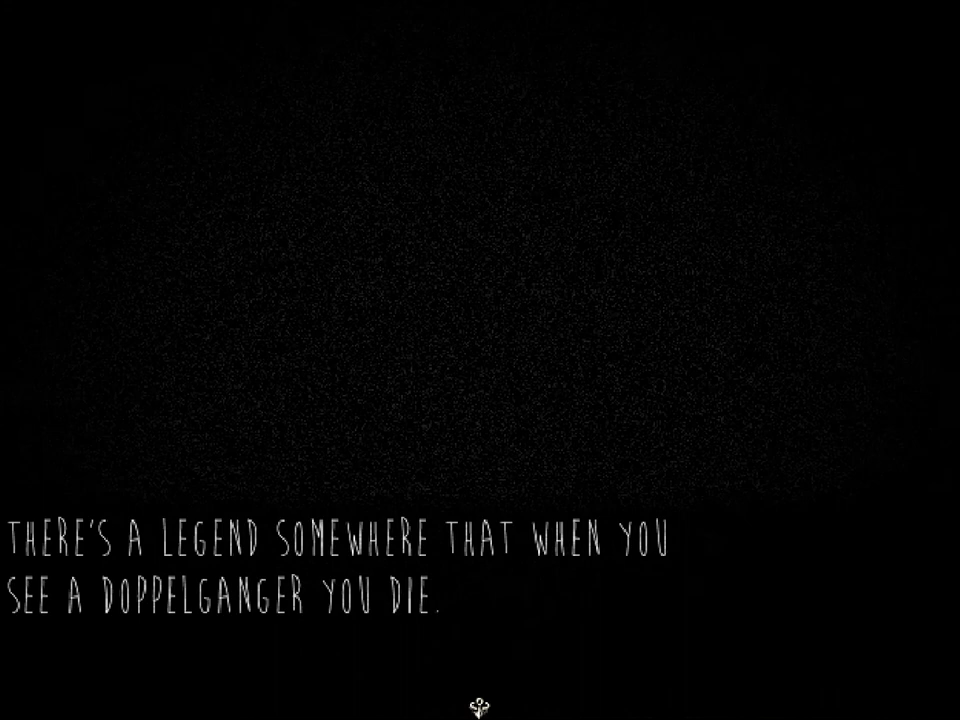 THERE'S A LEGEND SOMEWHERE THAT WHEN YOU
SEE A DOPPELGANGER YOU DIE.